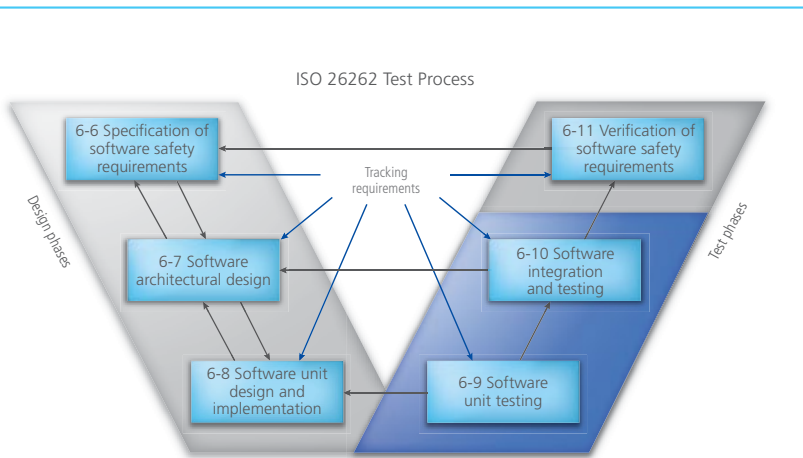 ISO 26262 Test Process
6-6 Specification of
software safety
requirements
6-11 Verification of
software safety
requirements
Tracking
requirements
Design phases
Test phases
6-7 Software
architectural design
6-10 Software
integration
and testing
6-8 Software unit
design and
implementation
6-9 Software
unit testing